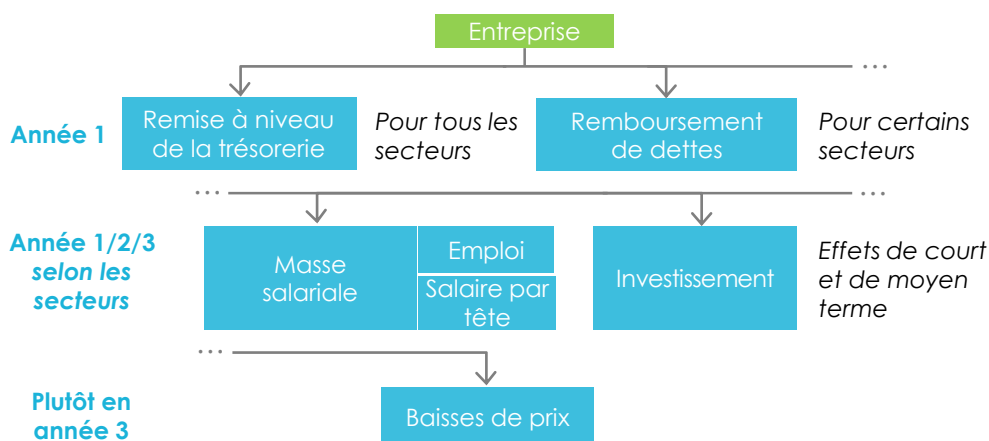 Entreprise
...
Année 1
Remise à niveau
de la trésorerie
Pour tous les
secteurs
Remboursement
de dettes
Pour certains
secteurs
...
...
Année 1/2/3
selon les
secteurs
Masse
salariale
Emploi
Salaire par
tête
Investissement
Effets de court
et de moyen
terme
...
Plutôt en
année 3
Baisses de prix